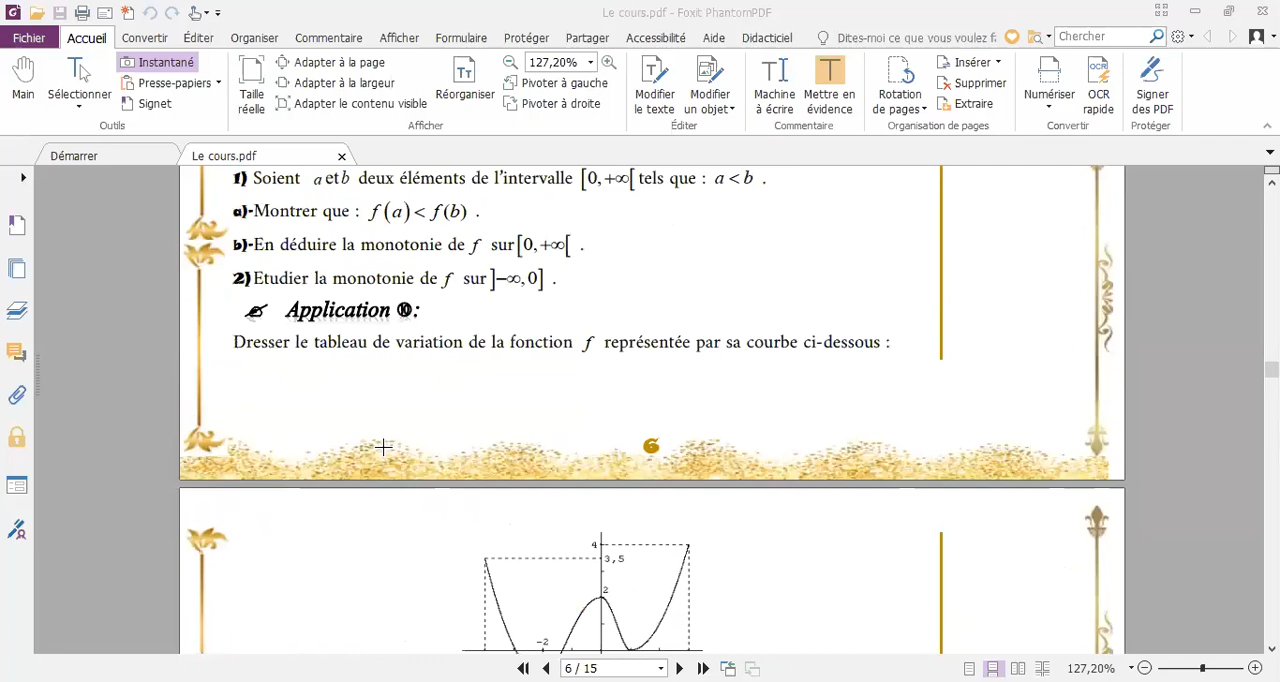 Le cours.pdf - Foxit PhantomPDF
Fichier Accueil Convertir Éditer Organiser Commentaire Afficher Formulaire Protéger Partager Accessibilité Aide Didacticiel Dites-moi ce que vous voulez f Chercher
Main
Sélectionner
Instantané
Presse-papiers
Signet
Outils
Taille réelle
Adapter à la page
Adapter à largeur
Adapter le contenu visible
Réorganiser
127,20%
Pivoter à gauche
Pivoter à droite
Afficher
Modifier le texte
Modifier un objet
Éditer
Machine à écrire
Mettre en évidence
Commentaire
Rotation de pages
Insérer
Supprimer
Extraire
Organisation de pages
Numériser
OCR rapide
Convertir
Signer des PDF
Protéger
Démarrer Le cours.pdf
1) Soient a et b deux éléments de l'intervalle [0,+∞[ tels que : a < b .
a)-Montrer que : f(a) < f(b) .
b)-En déduire la monotonie de f sur [0,+∞[ .
2) Etudier la monotonie de f sur ]−∞,0] .
Application ⑩:
Dresser le tableau de variation de la fonction f représentée par sa courbe ci-dessous :
6
4
3,5
2
-2
6 / 15
127,20%